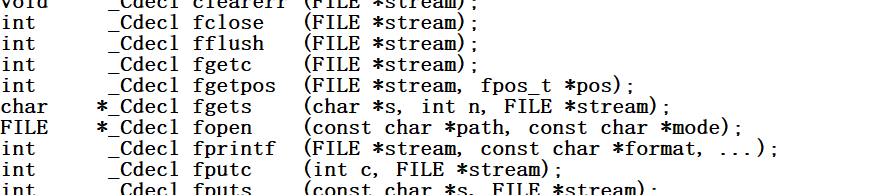 void     _Cdecl clearerr (FILE *stream);
int      _Cdecl fclose   (FILE *stream);
int      _Cdecl fflush   (FILE *stream);
int      _Cdecl fgetc    (FILE *stream);
int      _Cdecl fgetpos  (FILE *stream, fpos_t *pos);
char    *_Cdecl fgets    (char *s, int n, FILE *stream);
FILE    *_Cdecl fopen    (const char *path, const char *mode);
int      _Cdecl fprintf  (FILE *stream, const char *format, ...);
int      _Cdecl fputc    (int c, FILE *stream);
int      _Cdecl fputs    (const char *s, FILE *stream);